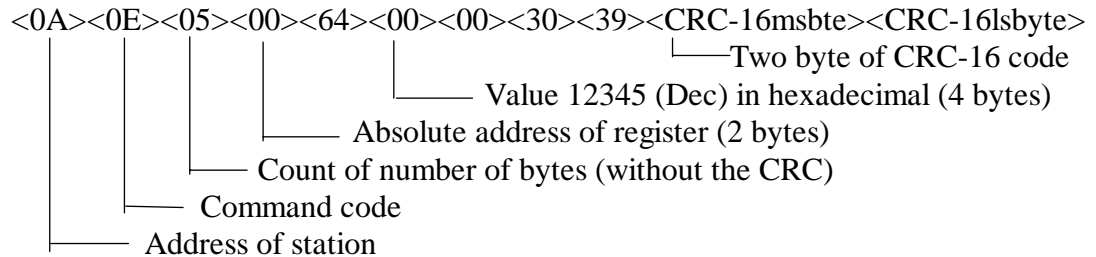 <0A><0E><05><00><64><00><00><30><39><CRC-16msbte><CRC-16lsbyte>
Two byte of CRC-16 code
Value 12345 (Dec) in hexadecimal (4 bytes)
Absolute address of register (2 bytes)
Count of number of bytes (without the CRC)
Command code
Address of station